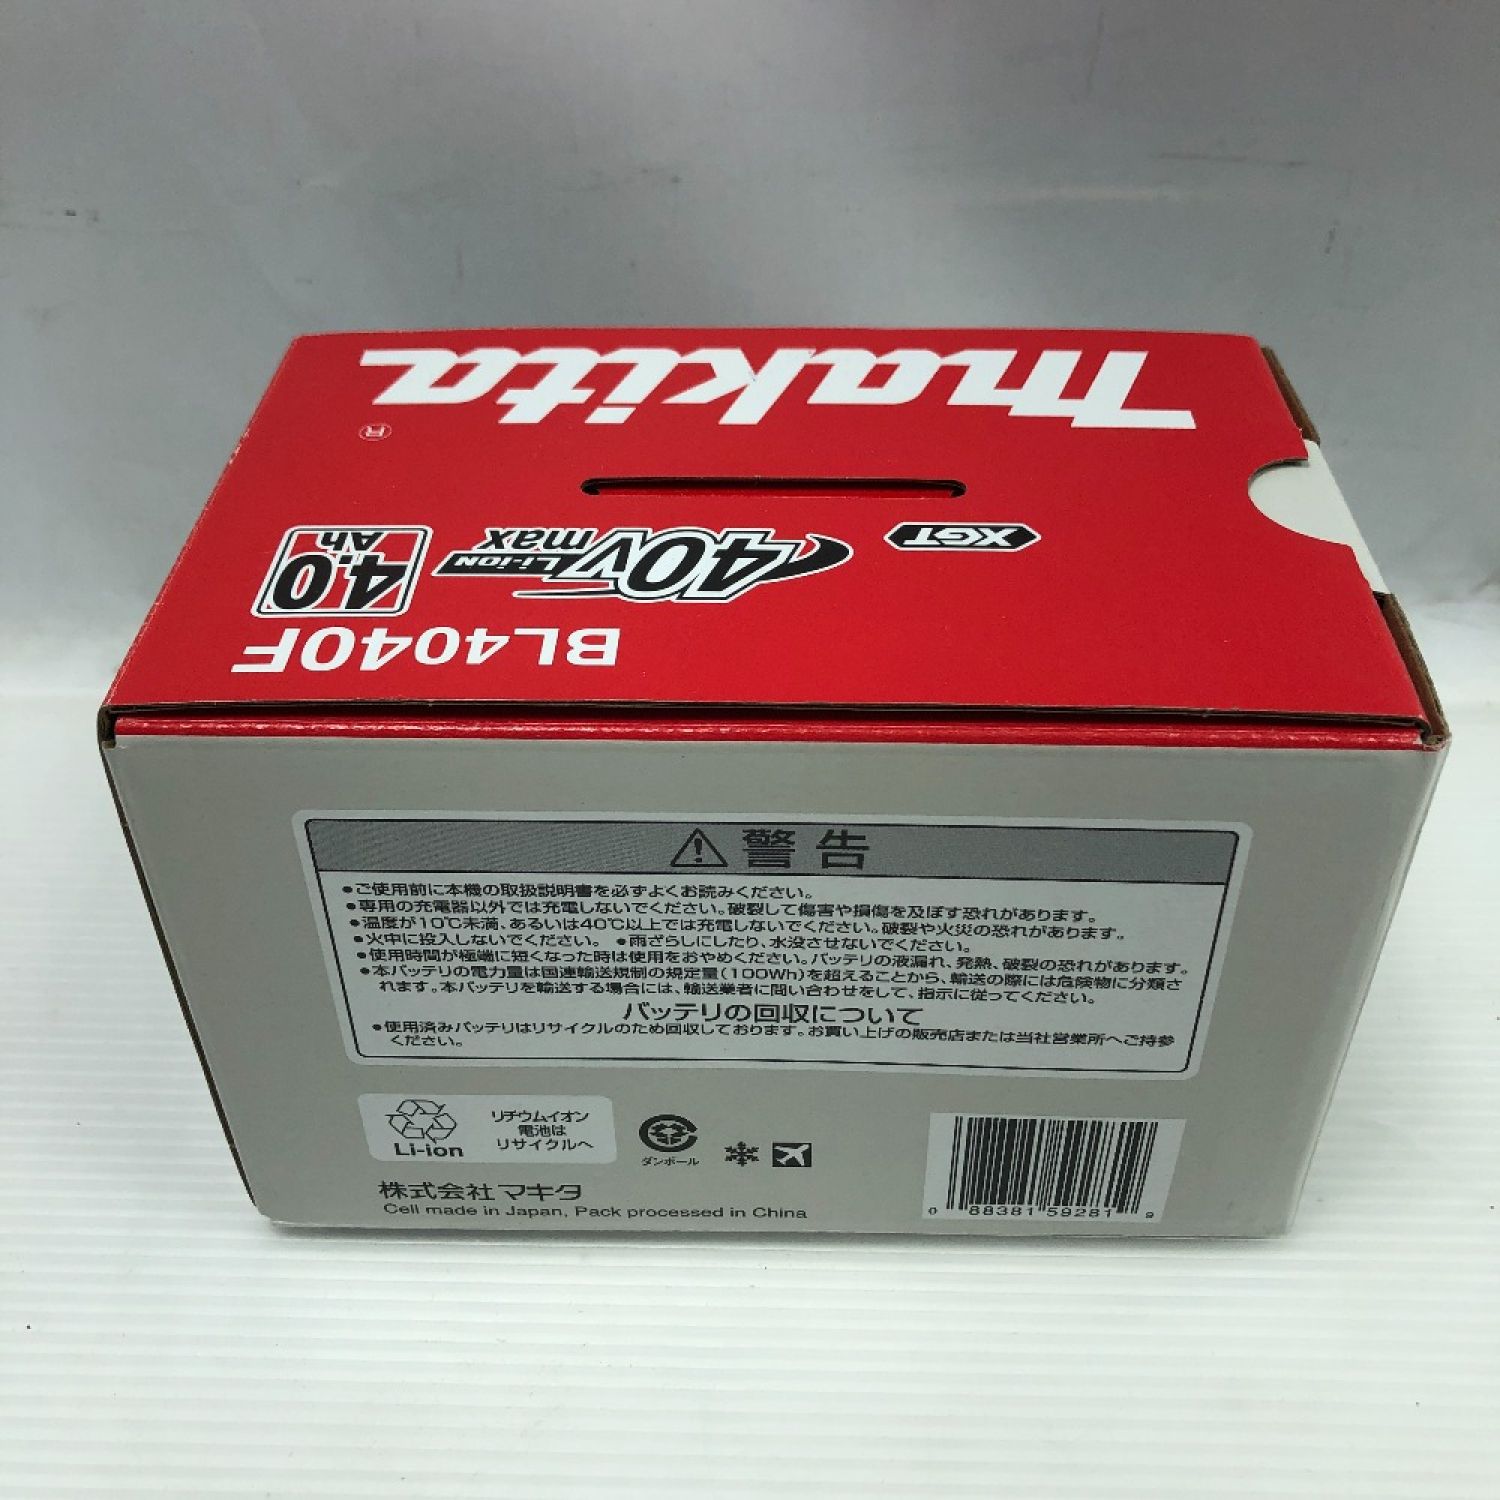 makita
®
XGT
40Vmax
Li-ion
4.0
Ah
BL4040F
警告
●ご使用前に本機の取扱説明書を必ずよくお読みください。
●専用の充電器以外では充電しないでください。破裂して傷害や損傷を及ぼす恐れがあります。
●温度が10℃未満、あるいは40℃以上では充電しないでください。破裂や火災の恐れがあります。
●火中に投入しないでください。 ●雨ざらしにしたり、水没させないでください。
●使用時間が極端に短くなった時は使用をおやめください。バッテリの液漏れ、発熱、破裂の恐れがあります。
●本バッテリの電力量は国連輸送規制の規定量(100Wh)を超えることから、輸送の際には危険物に分類さ
れます。本バッテリを輸送する場合には、輸送業者に問い合わせをして、指示に従ってください。
バッテリの回収について
●使用済みバッテリはリサイクルのため回収しております。お買い上げの販売店または当社営業所へご持参
ください。
Li-ion
リチウムイオン
電池は
リサイクルへ
ダンボール
株式会社マキタ
Cell made in Japan, Pack processed in China
0 88381 59281 9